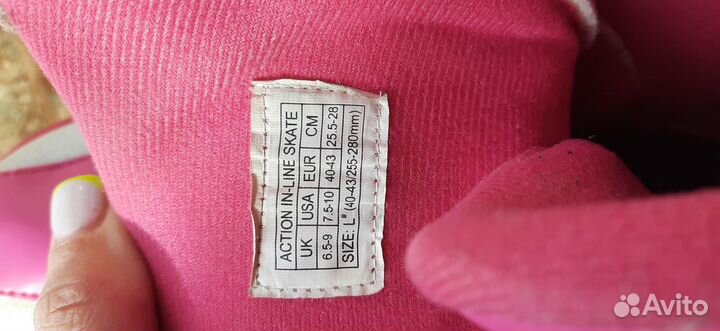 ACTION IN-LINE SKATE
UK USA EUR CM
6.5-9 7.5-10 40-43 25.5-28
SIZE: L# (40-43/255-280mm)
Avito